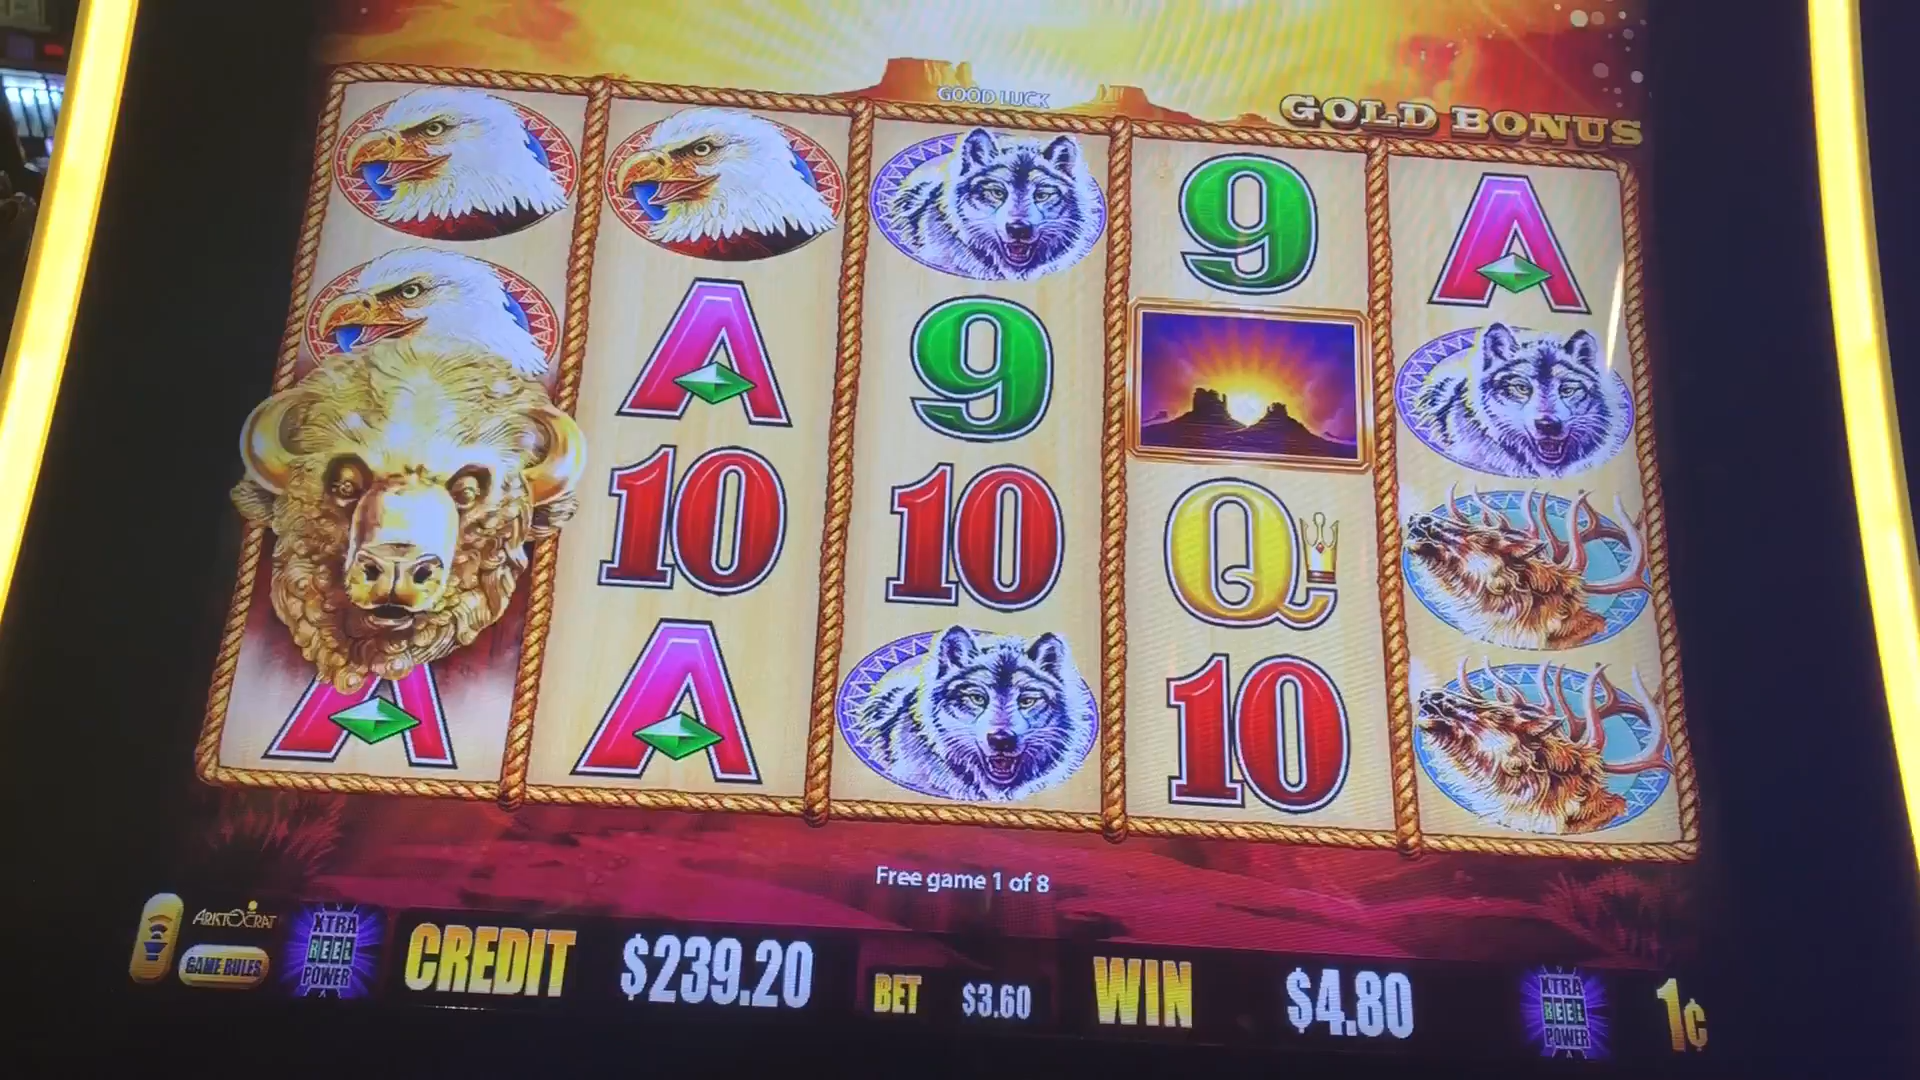 GOOD LUCK
GOLD BONUS
9
A
A
9
10
10
Q
A
A
10
Free game 1 of 8
ARISTOCRAT
GAME RULES
XTRA
REEL
POWER
CREDIT $239.20
BET $3.60
WIN $4.80
XTRA
REEL
POWER
1¢